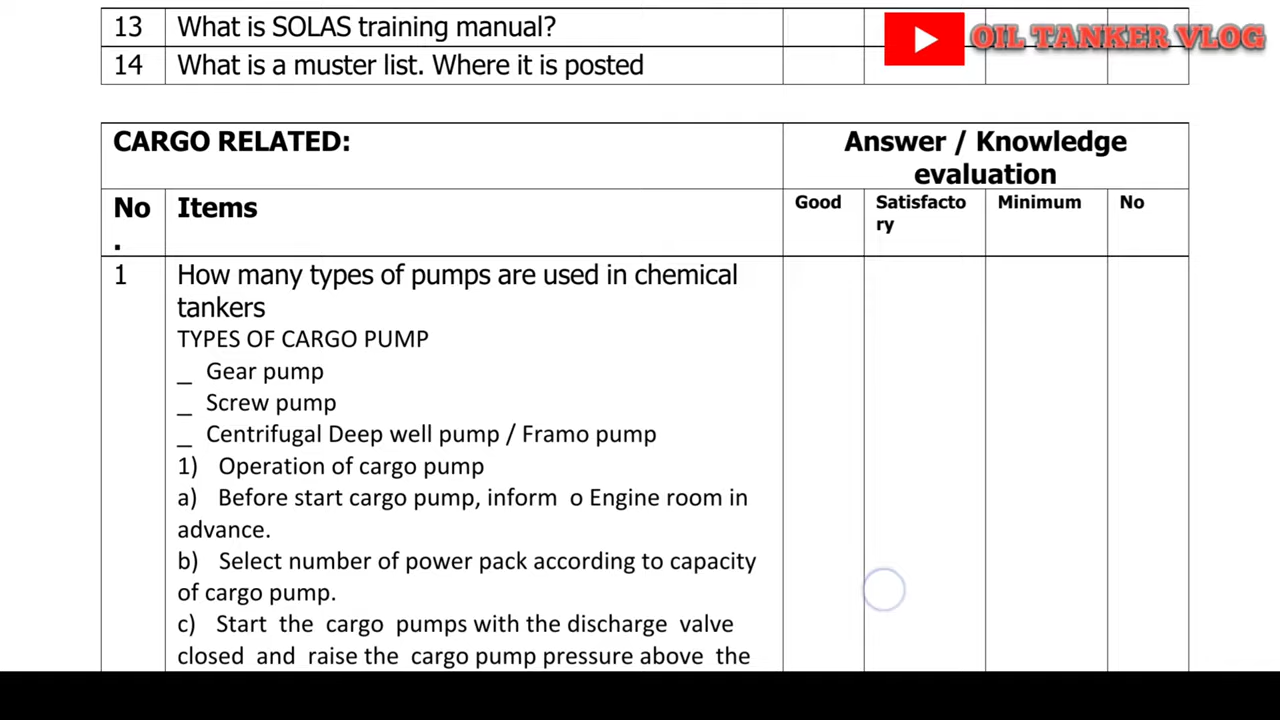 13 What is SOLAS training manual?
OIL TANKER VLOG
14 What is a muster list. Where it is posted
CARGO RELATED:
Answer / Knowledge
evaluation
No
.
Items
Good
Satisfacto
ry
Minimum
No
1 How many types of pumps are used in chemical
tankers
TYPES OF CARGO PUMP
_ Gear pump
_ Screw pump
_ Centrifugal Deep well pump / Framo pump
1) Operation of cargo pump
a) Before start cargo pump, inform o Engine room in
advance.
b) Select number of power pack according to capacity
of cargo pump.
c) Start the cargo pumps with the discharge valve
closed and raise the cargo pump pressure above the